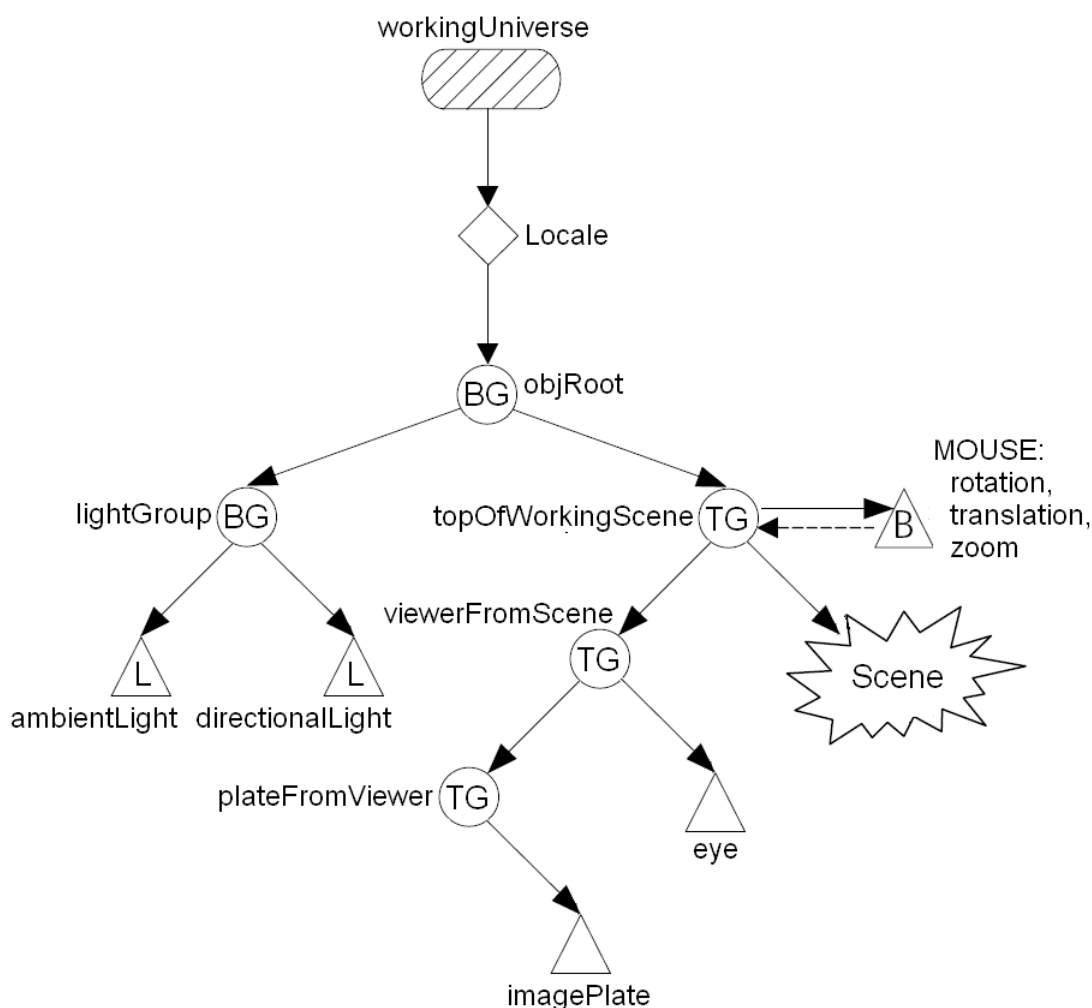 workingUniverse
Locale
BG
objRoot
lightGroup
BG
topOfWorkingScene
TG
B
MOUSE:
rotation,
translation,
zoom
viewerFromScene
TG
Scene
L
ambientLight
L
directionalLight
plateFromViewer
TG
eye
imagePlate